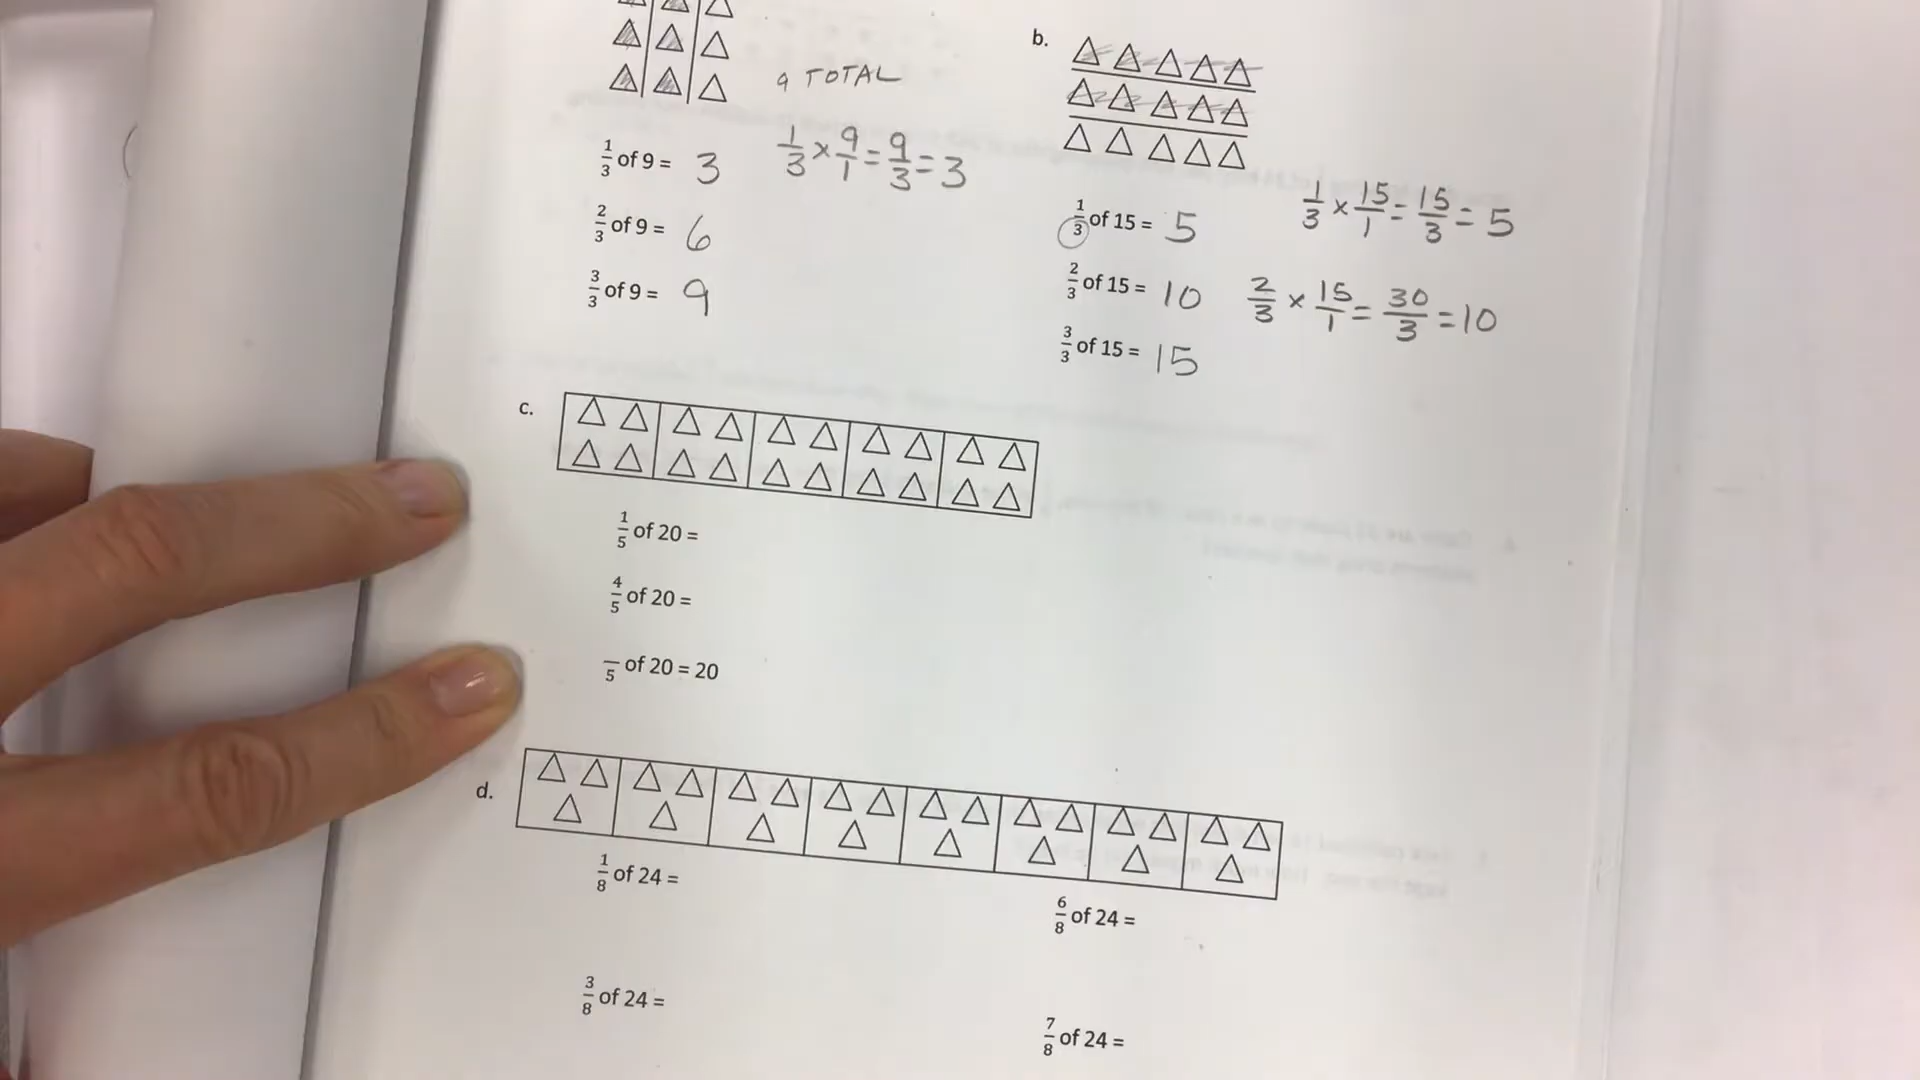 9 TOTAL
1/3 of 9 = 3
1/3 × 9/1 = 9/3 = 3
2/3 of 9 = 6
3/3 of 9 = 9
b.
1/3 of 15 = 5
1/3 × 15/1 = 15/3 = 5
2/3 of 15 = 10
2/3 × 15/1 = 30/3 = 10
3/3 of 15 = 15
c.
1/5 of 20 =
4/5 of 20 =
—/5 of 20 = 20
d.
1/8 of 24 =
6/8 of 24 =
3/8 of 24 =
7/8 of 24 =